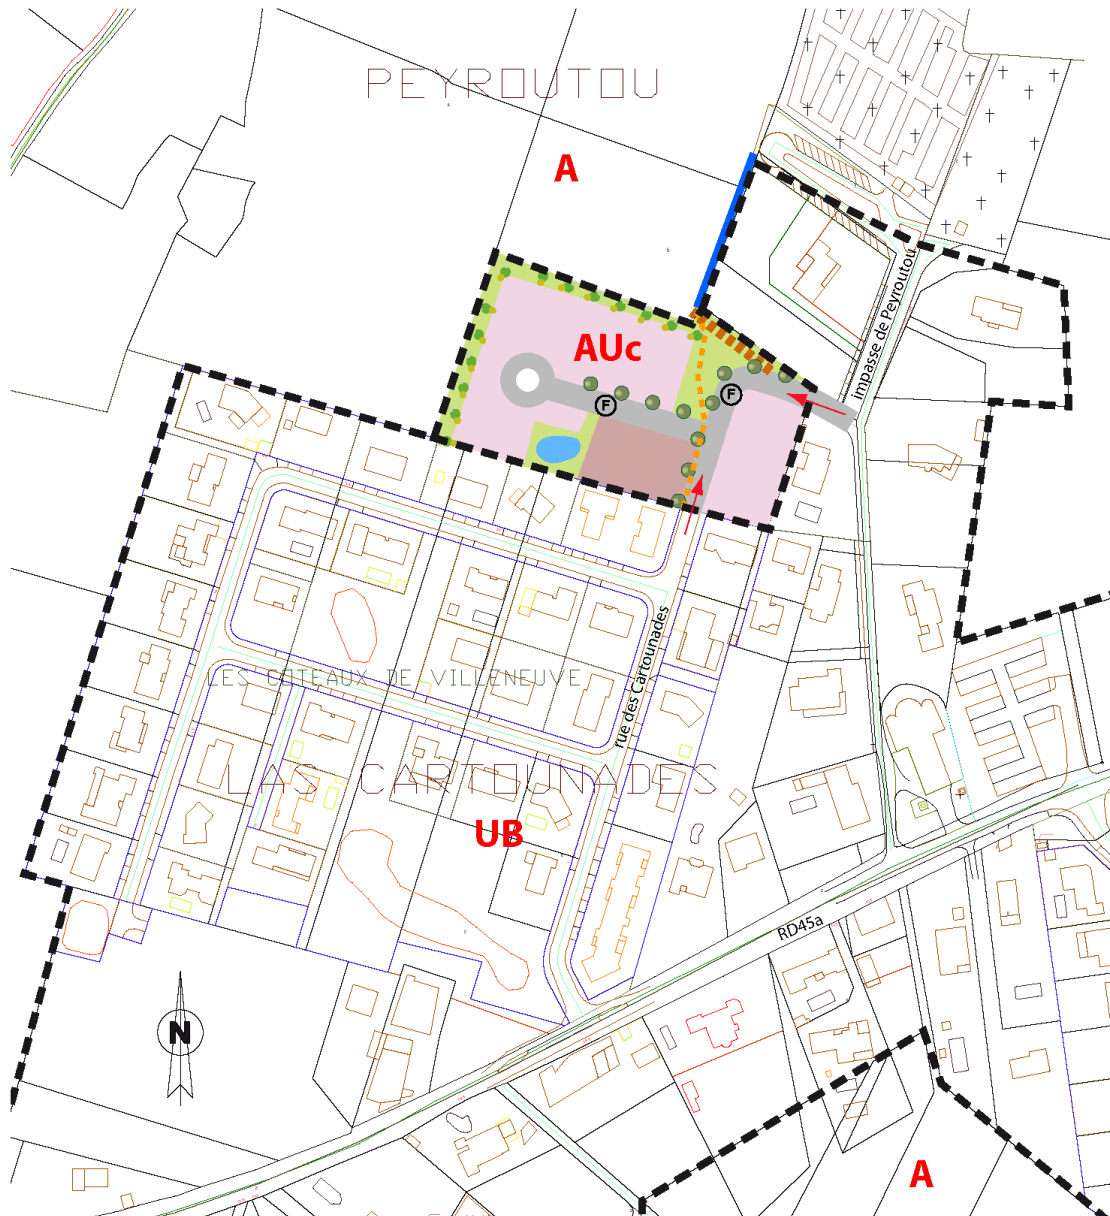 PEYROUTOU
A
impasse de Peyroutou
AUc
F
F
rue des Cartounades
LES COTEAUX DE VILLENEUVE
LAS CARTOUNADES
UB
RD45a
N
A